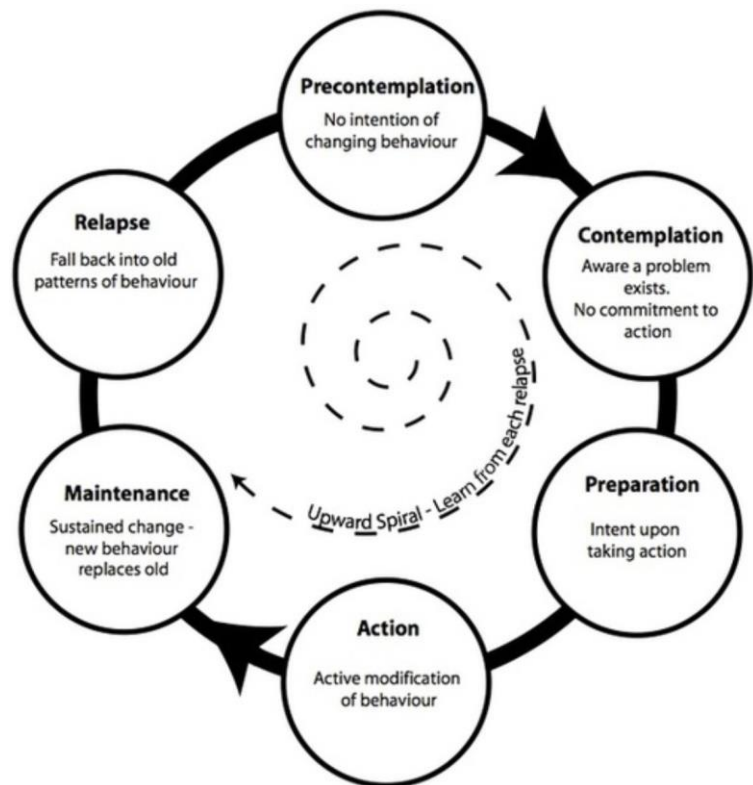 Precontemplation
No intention of
changing behaviour
Contemplation
Aware a problem
exists.
No commitment to
action
Preparation
Intent upon
taking action
Action
Active modification
of behaviour
Maintenance
Sustained change -
new behaviour
replaces old
Relapse
Fall back into old
patterns of behaviour
Upward Spiral - Learn from each relapse